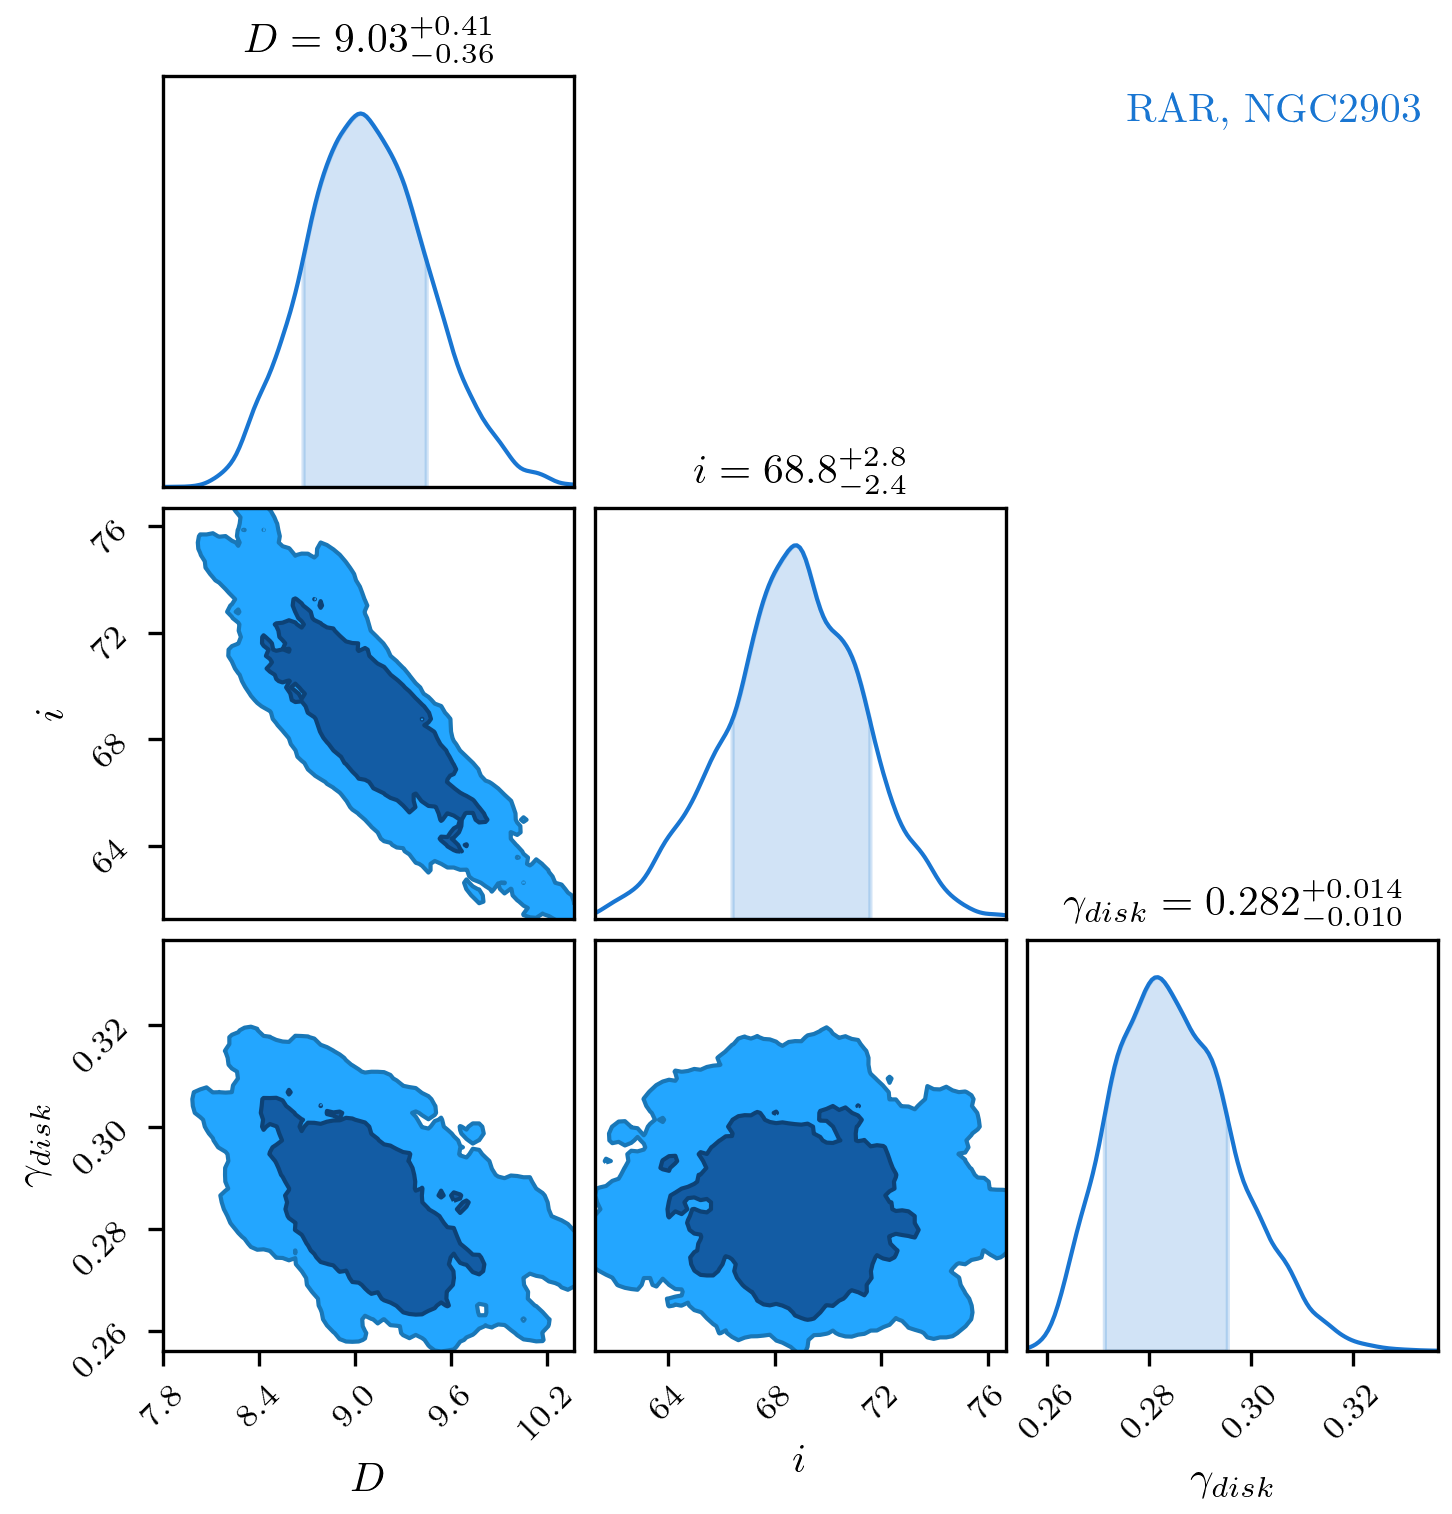 D = 9.03^{+0.41}_{-0.36}
RAR, NGC2903
i = 68.8^{+2.8}_{-2.4}
76
72
68
64
i
γ_{disk} = 0.282^{+0.014}_{-0.010}
0.32
0.30
0.28
0.26
γ_{disk}
7.8 8.4 9.0 9.6 10.2
64 68 72 76
0.26 0.28 0.30 0.32
D
i
γ_{disk}